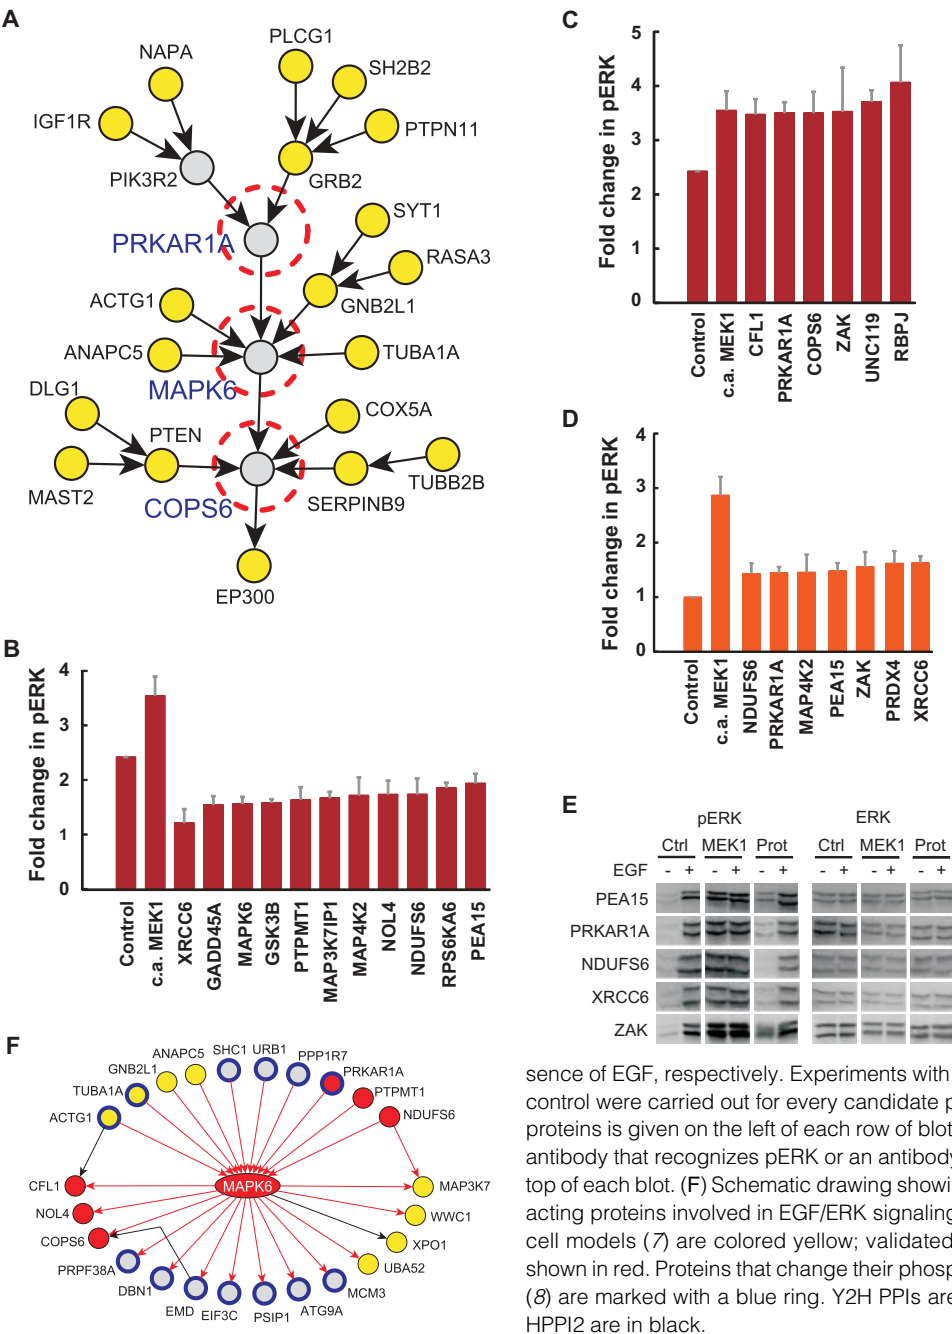 A
PLCG1
NAPA
SH2B2
IGF1R
PTPN11
PIK3R2
GRB2
SYT1
PRKAR1A
RASA3
ACTG1
GNB2L1
ANAPC5
TUBA1A
MAPK6
DLG1
COX5A
PTEN
MAST2
TUBB2B
COPS6
SERPINB9
EP300
B
Fold change in pERK
4
3
2
1
0
Control
c.a. MEK1
XRCC6
GADD45A
MAPK6
GSK3B
PTPMT1
MAP3K7IP1
MAP4K2
NOL4
NDUFS6
RPS6KA6
PEA15
C
Fold change in pERK
5
4
3
2
1
0
Control
c.a. MEK1
CFL1
PRKAR1A
COPS6
ZAK
UNC119
RBPJ
D
Fold change in pERK
4
3
2
1
0
Control
c.a. MEK1
NDUFS6
PRKAR1A
MAP4K2
PEA15
ZAK
PRDX4
XRCC6
E
pERK ERK
Ctrl MEK1 Prot Ctrl MEK1 Prot
EGF - + - + - + - + - + - +
PEA15
PRKAR1A
NDUFS6
XRCC6
ZAK
F
SHC1
URB1
ANAPC5
PPP1R7
GNB2L1
PRKAR1A
TUBA1A
PTPMT1
ACTG1
NDUFS6
CFL1
MAPK6
MAP3K7
NOL4
WWC1
COPS6
XPO1
PRPF38A
UBA52
DBN1
MCM3
EMD
ATG9A
EIF3C
PSIP1
sence of EGF, respectively. Experiments with
control were carried out for every candidate p
proteins is given on the left of each row of blot
antibody that recognizes pERK or an antibody
top of each blot. (F) Schematic drawing showi
acting proteins involved in EGF/ERK signaling
cell models (7) are colored yellow; validated
shown in red. Proteins that change their phosp
(8) are marked with a blue ring. Y2H PPIs are
HPPI2 are in black.